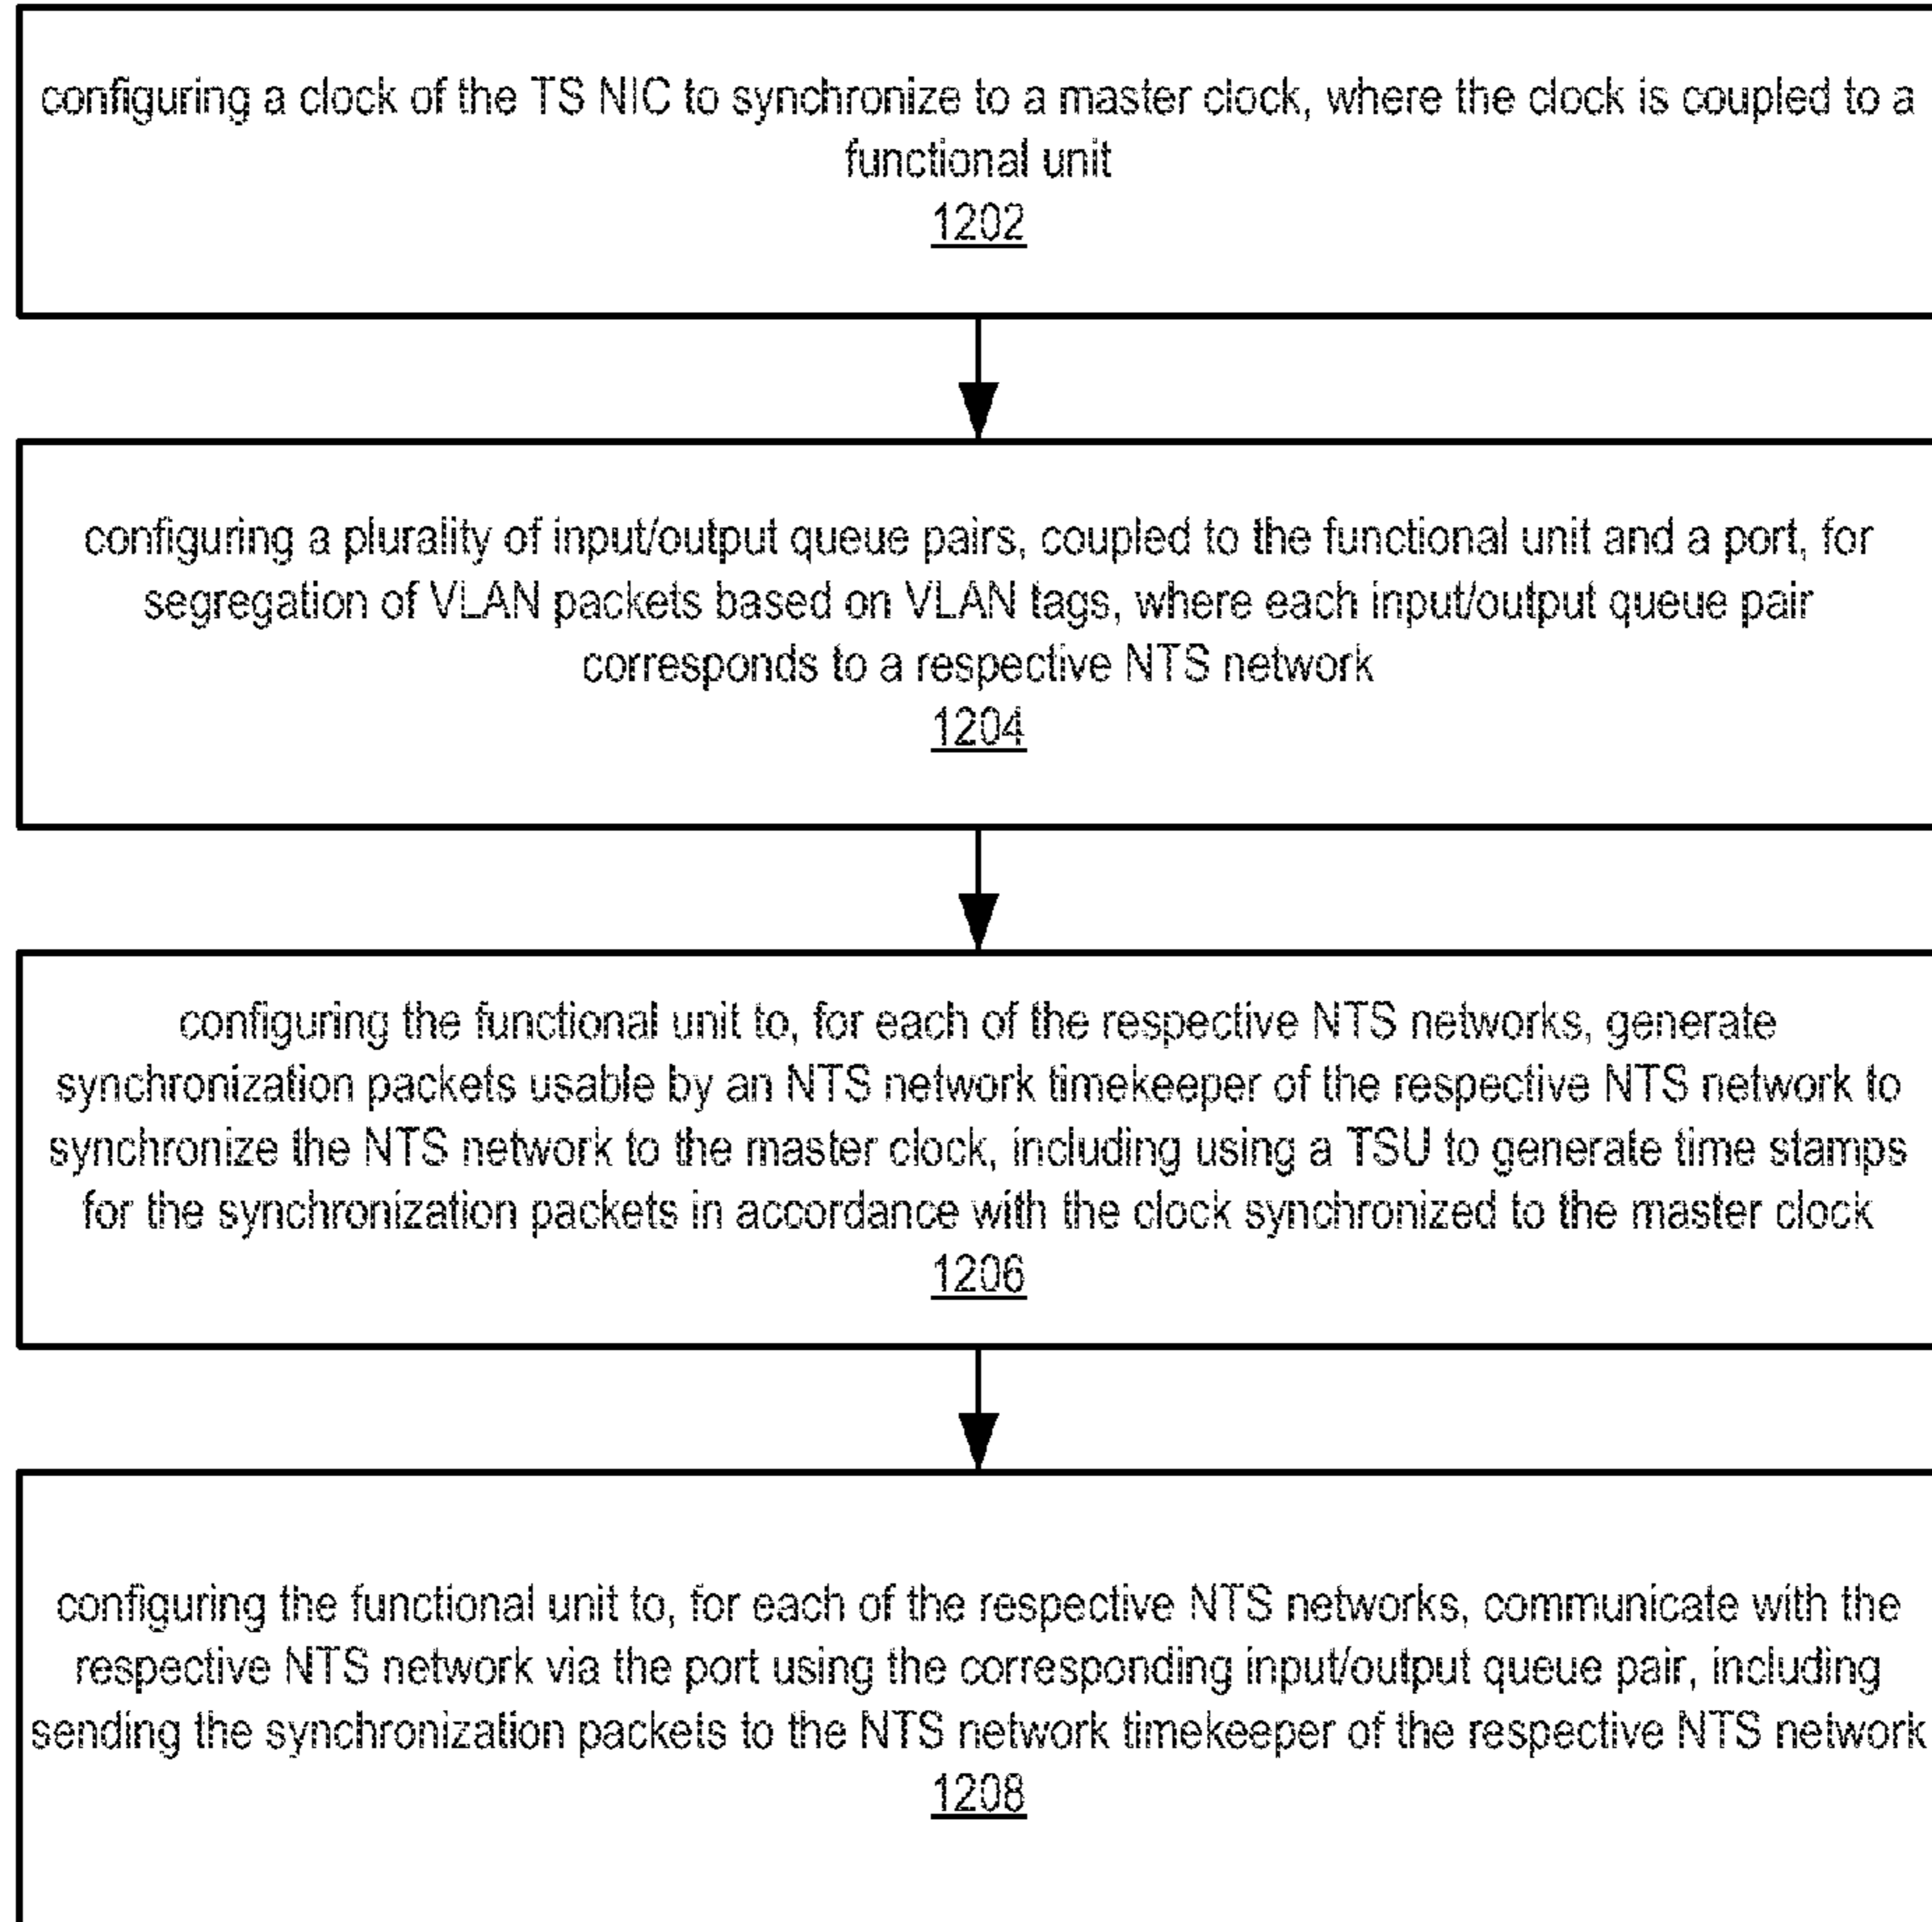 configuring a clock of the TS NIC to synchronize to a master clock, where the clock is coupled to a
functional unit
1202
configuring a plurality of input/output queue pairs, coupled to the functional unit and a port, for
segregation of VLAN packets based on VLAN tags, where each input/output queue pair
corresponds to a respective NTS network
1204
configuring the functional unit to, for each of the respective NTS networks, generate
synchronization packets usable by an NTS network timekeeper of the respective NTS network to
synchronize the NTS network to the master clock, including using a TSU to generate time stamps
for the synchronization packets in accordance with the clock synchronized to the master clock
1206
configuring the functional unit to, for each of the respective NTS networks, communicate with the
respective NTS network via the port using the corresponding input/output queue pair, including
sending the synchronization packets to the NTS network timekeeper of the respective NTS network
1208